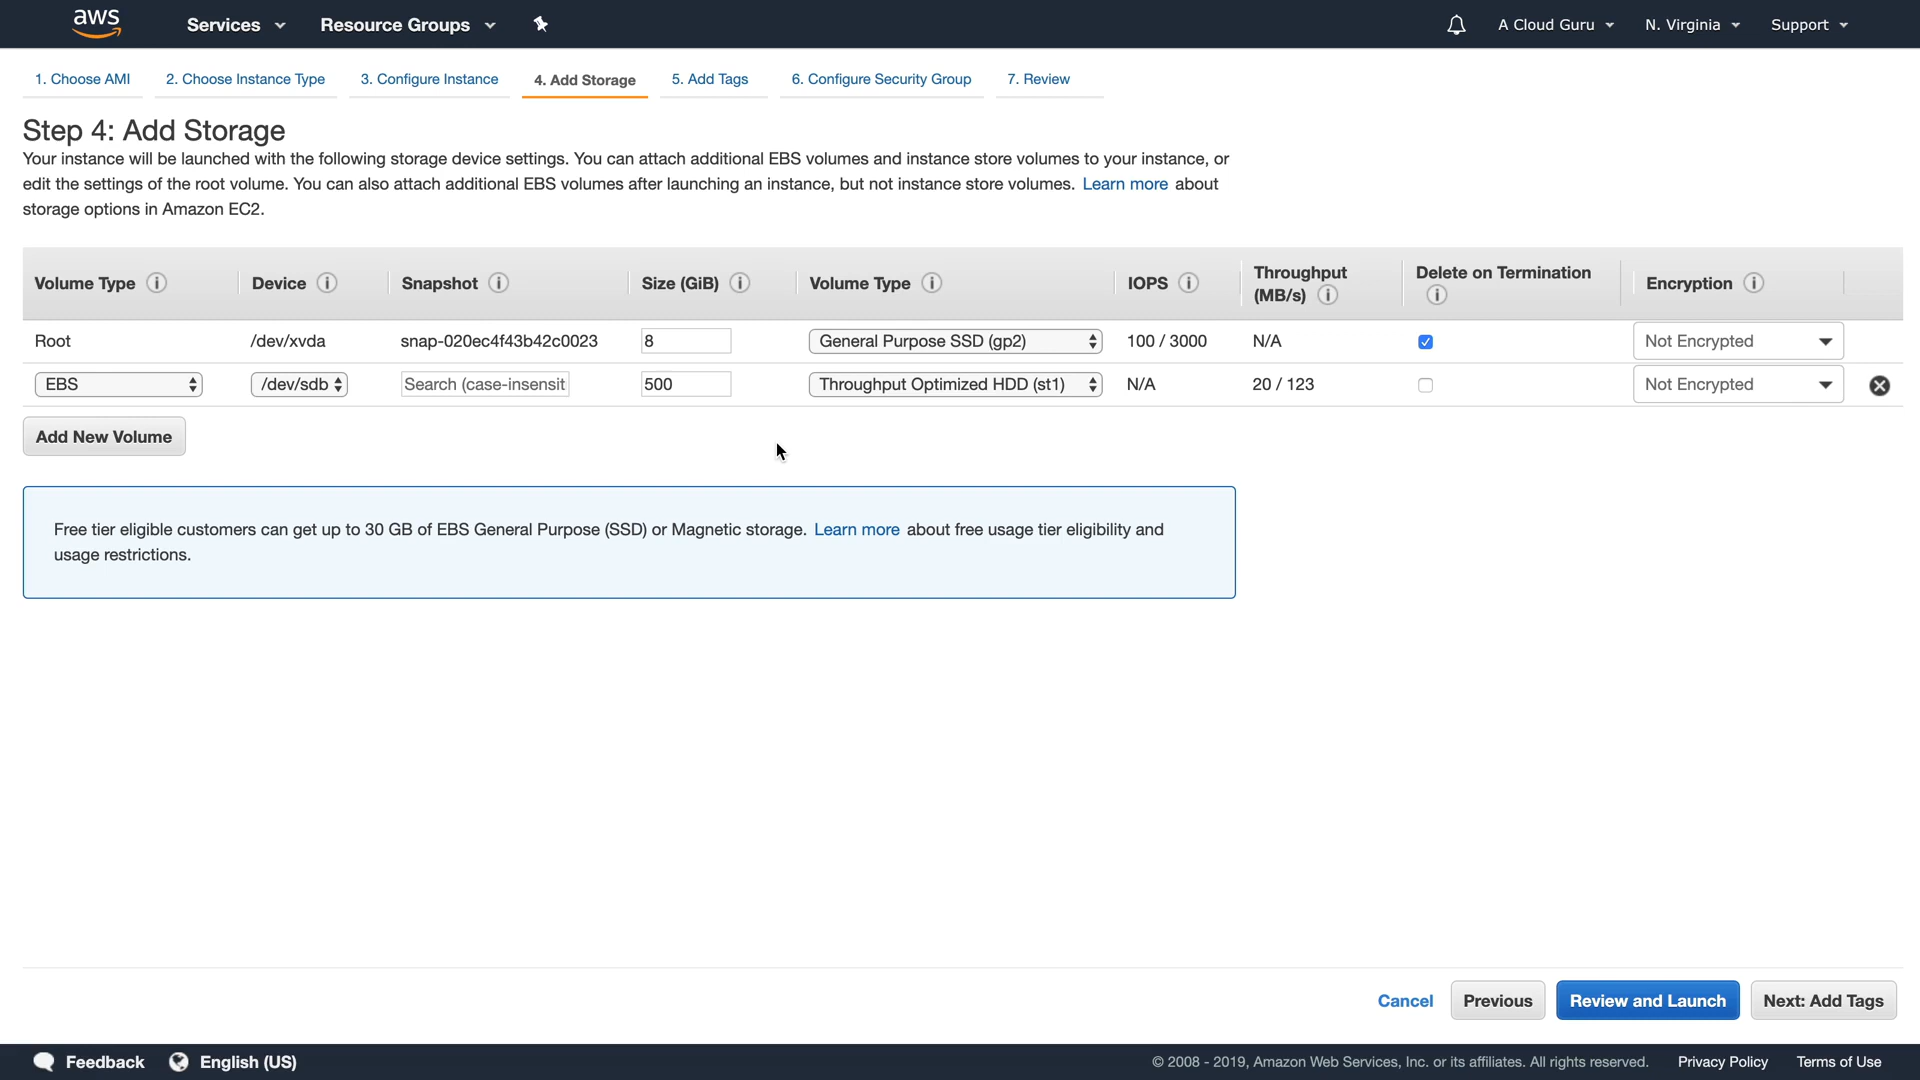 aws Services Resource Groups A Cloud Guru N. Virginia Support
1. Choose AMI 2. Choose Instance Type 3. Configure Instance 4. Add Storage 5. Add Tags 6. Configure Security Group 7. Review
Step 4: Add Storage
Your instance will be launched with the following storage device settings. You can attach additional EBS volumes and instance store volumes to your instance, or
edit the settings of the root volume. You can also attach additional EBS volumes after launching an instance, but not instance store volumes. Learn more about
storage options in Amazon EC2.
Volume Type i Device i Snapshot i Size (GiB) i Volume Type i IOPS i Throughput (MB/s) i Delete on Termination i Encryption i
Root /dev/xvda snap-020ec4f43b42c0023 8 General Purpose SSD (gp2) 100 / 3000 N/A Not Encrypted
EBS /dev/sdb Search (case-insensit 500 Throughput Optimized HDD (st1) N/A 20 / 123 Not Encrypted
Add New Volume
Free tier eligible customers can get up to 30 GB of EBS General Purpose (SSD) or Magnetic storage. Learn more about free usage tier eligibility and
usage restrictions.
Cancel Previous Review and Launch Next: Add Tags
Feedback English (US) © 2008 - 2019, Amazon Web Services, Inc. or its affiliates. All rights reserved. Privacy Policy Terms of Use